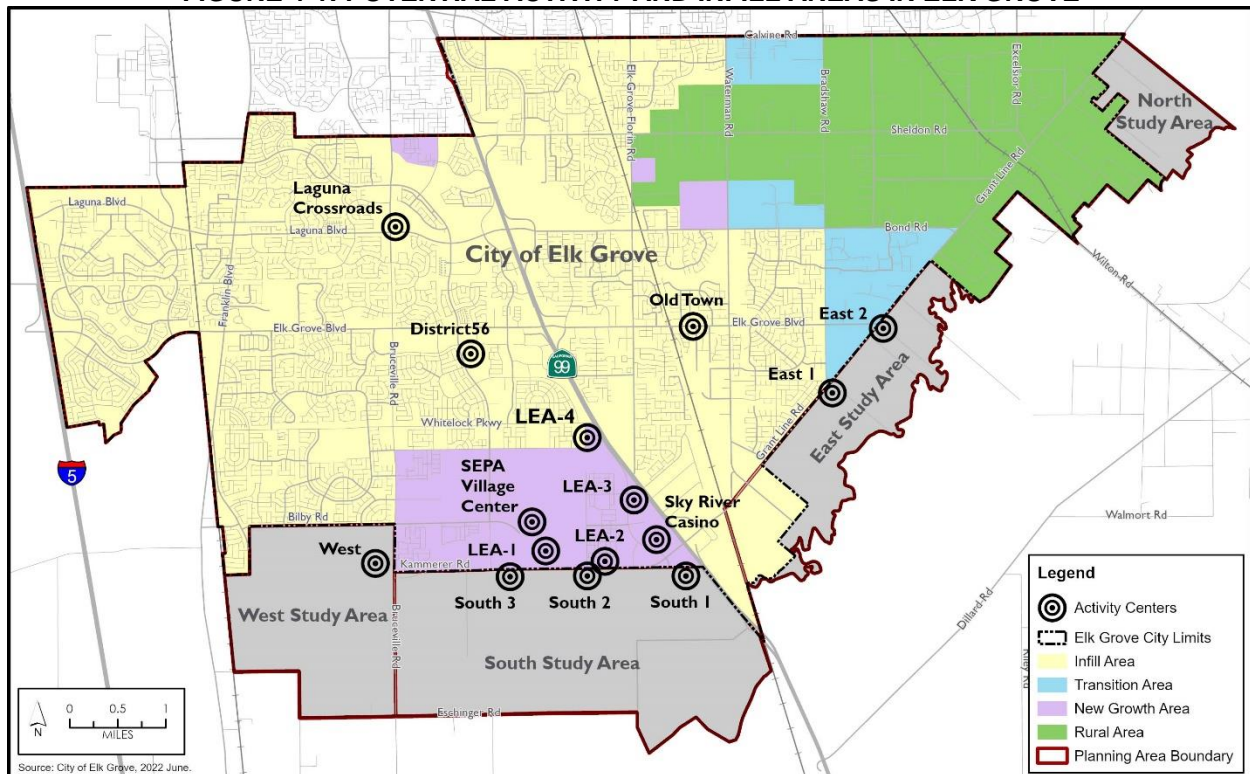 Calvine Rd
Elk Grove-Florin Rd
Waterman Rd
Bradshaw Rd
Excelsior Rd
North
Study Area
Sheldon Rd
Grant Line Rd
Laguna
Crossroads
Laguna Blvd
Laguna Blvd
Bond Rd
City of Elk Grove
Wilton Rd
Franklin Blvd
Old Town
East 2
Elk Grove Blvd
District56
Elk Grove Blvd
Bruceville Rd
CALIFORNIA
99
East 1
East Study Area
Grant Line Rd
LEA-4
Whitelock Pkwy
5
SEPA
Village
Center
LEA-3
Sky River
Casino
Bilby Rd
Walmort Rd
West
LEA-1
LEA-2
Kammerer Rd
South 3
South 2
South 1
West Study Area
Bruceville Rd
South Study Area
Dillard Rd
Riley Rd
Eschinger Rd
Legend
Activity Centers
Elk Grove City Limits
Infill Area
Transition Area
New Growth Area
Rural Area
Planning Area Boundary
N
0 0.5 1
MILES
Source: City of Elk Grove, 2022 June.